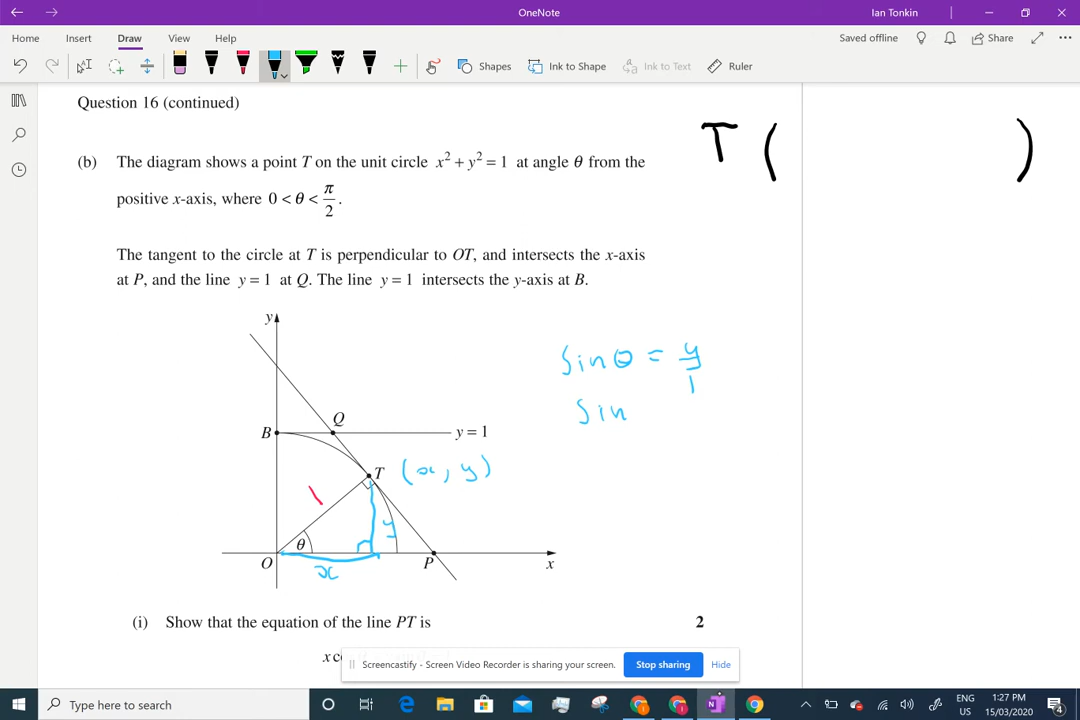 OneNote
Ian Tonkin
Home Insert Draw View Help
Saved offline
Share
Shapes
Ink to Shape
Ink to Text
Ruler
Question 16 (continued)
T ( )
(b) The diagram shows a point T on the unit circle x² + y² = 1 at angle θ from the
positive x-axis, where 0 < θ < π/2.
The tangent to the circle at T is perpendicular to OT, and intersects the x-axis
at P, and the line y = 1 at Q. The line y = 1 intersects the y-axis at B.
y
sin θ = y/1
sin
Q
B
y = 1
T (x, y)
1
y
θ
O
x
P
x
(i) Show that the equation of the line PT is
2
x c
Screencastify - Screen Video Recorder is sharing your screen.
Stop sharing
Hide
Type here to search
ENG
US
1:27 PM
15/03/2020
4